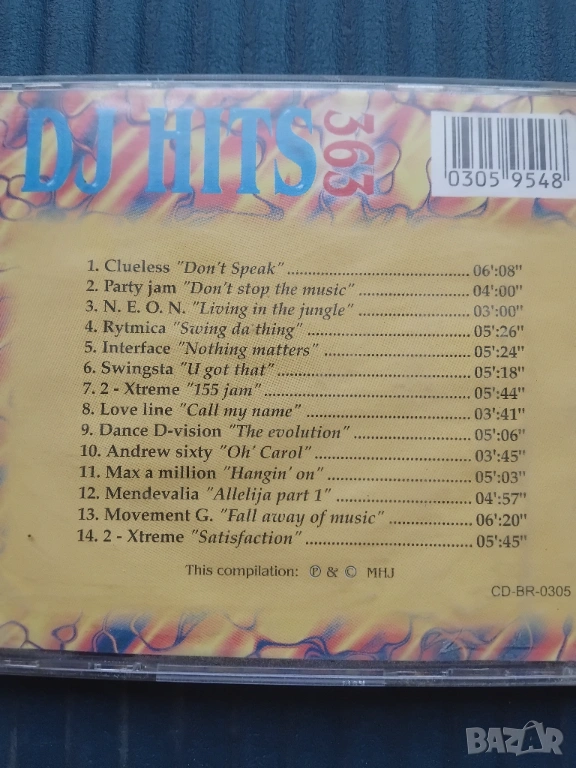 DJ HITS 363
0305 9548
1. Clueless "Don't Speak" 06':08"
2. Party jam "Don't stop the music" 04':00"
3. N. E. O. N. "Living in the jungle" 03':00"
4. Rytmica "Swing da thing" 05':26"
5. Interface "Nothing matters" 05':24"
6. Swingsta "U got that" 05':18"
7. 2 - Xtreme "155 jam" 05':44"
8. Love line "Call my name" 03':41"
9. Dance D-vision "The evolution" 05':06"
10. Andrew sixty "Oh' Carol" 03':45"
11. Max a million "Hangin' on" 05':03"
12. Mendevalia "Allelija part 1" 04':57"
13. Movement G. "Fall away of music" 06':20"
14. 2 - Xtreme "Satisfaction" 05':45"
This compilation: ℗ & © MHJ
CD-BR-0305
BAZAR